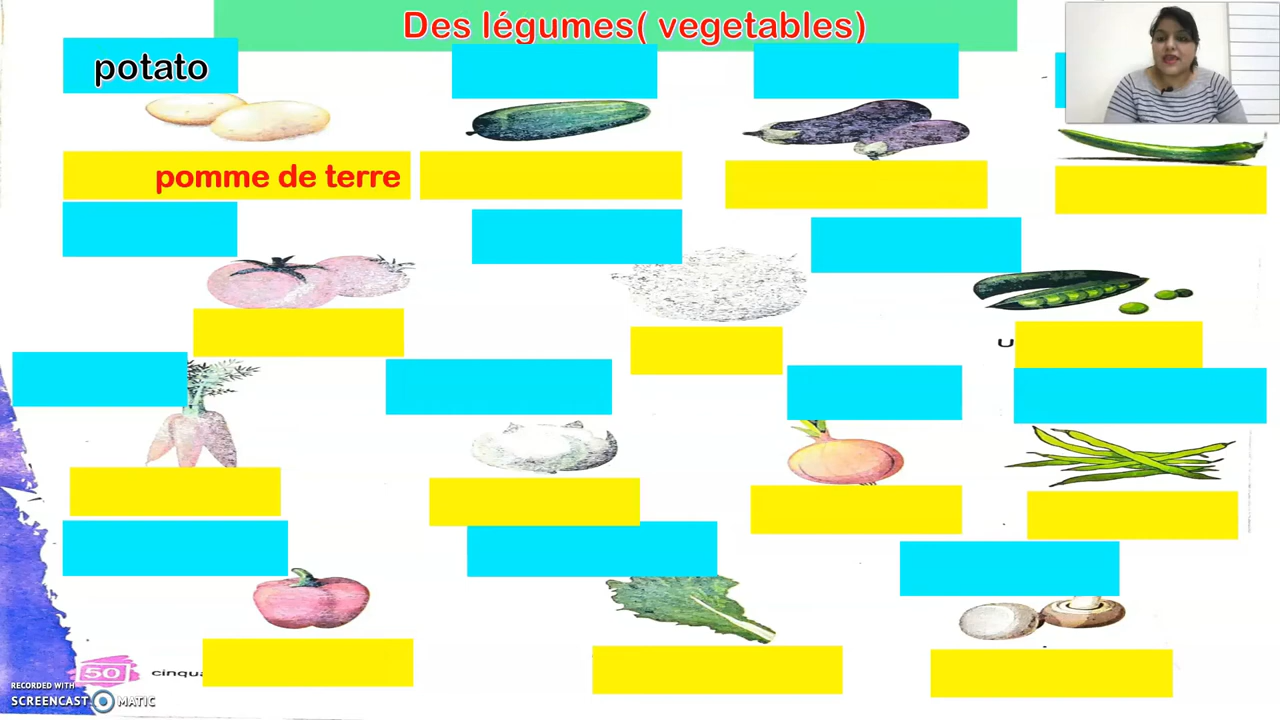 Des légumes( vegetables)
potato
pomme de terre
U
50
cinqua
RECORDED WITH
SCREENCAST MATIC